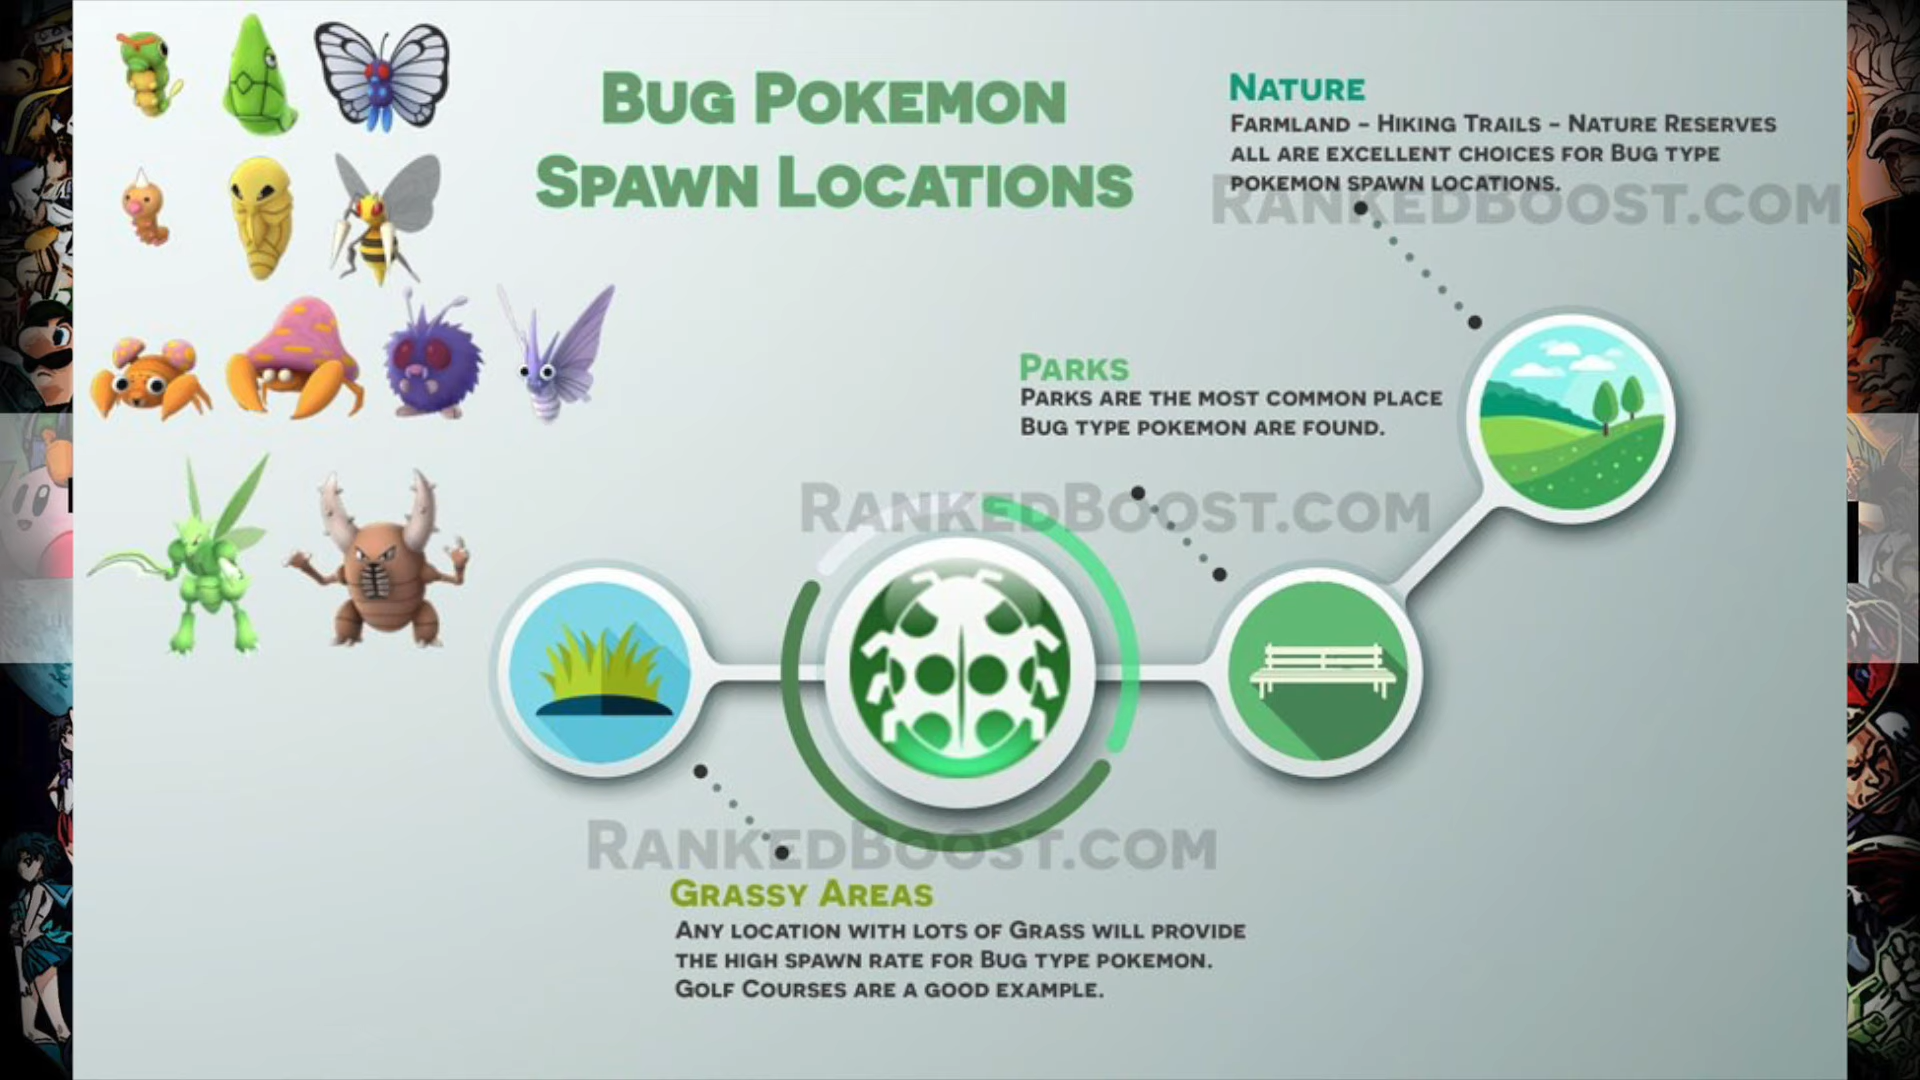 Bug Pokemon
Spawn Locations
Nature
Farmland - Hiking Trails - Nature Reserves
all are excellent choices for Bug type
pokemon spawn locations.
RankedBoost.com
Parks
Parks are the most common place
Bug type pokemon are found.
RankedBoost.com
RankedBoost.com
Grassy Areas
Any location with lots of Grass will provide
the high spawn rate for Bug type pokemon.
Golf Courses are a good example.